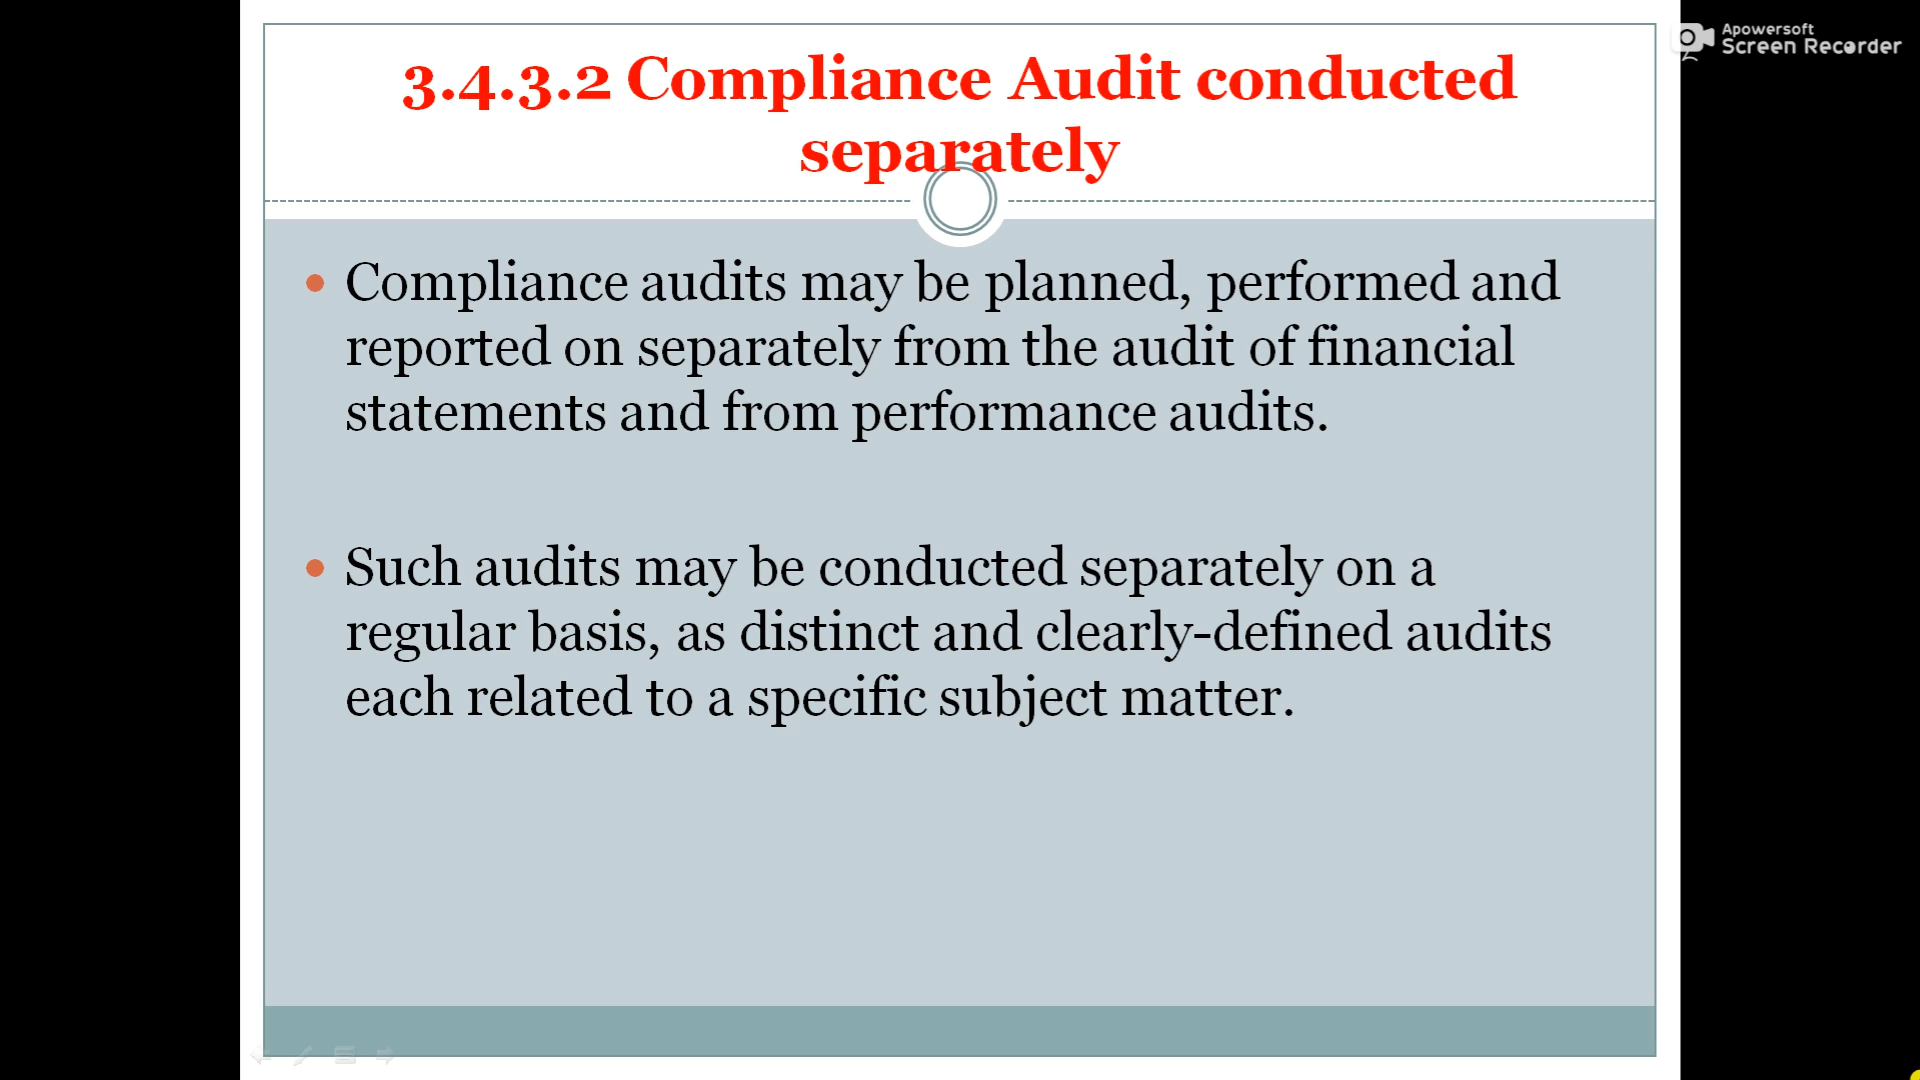 Apowersoft
Screen Recorder
3.4.3.2 Compliance Audit conducted
separately
Compliance audits may be planned, performed and
reported on separately from the audit of financial
statements and from performance audits.
Such audits may be conducted separately on a
regular basis, as distinct and clearly-defined audits
each related to a specific subject matter.